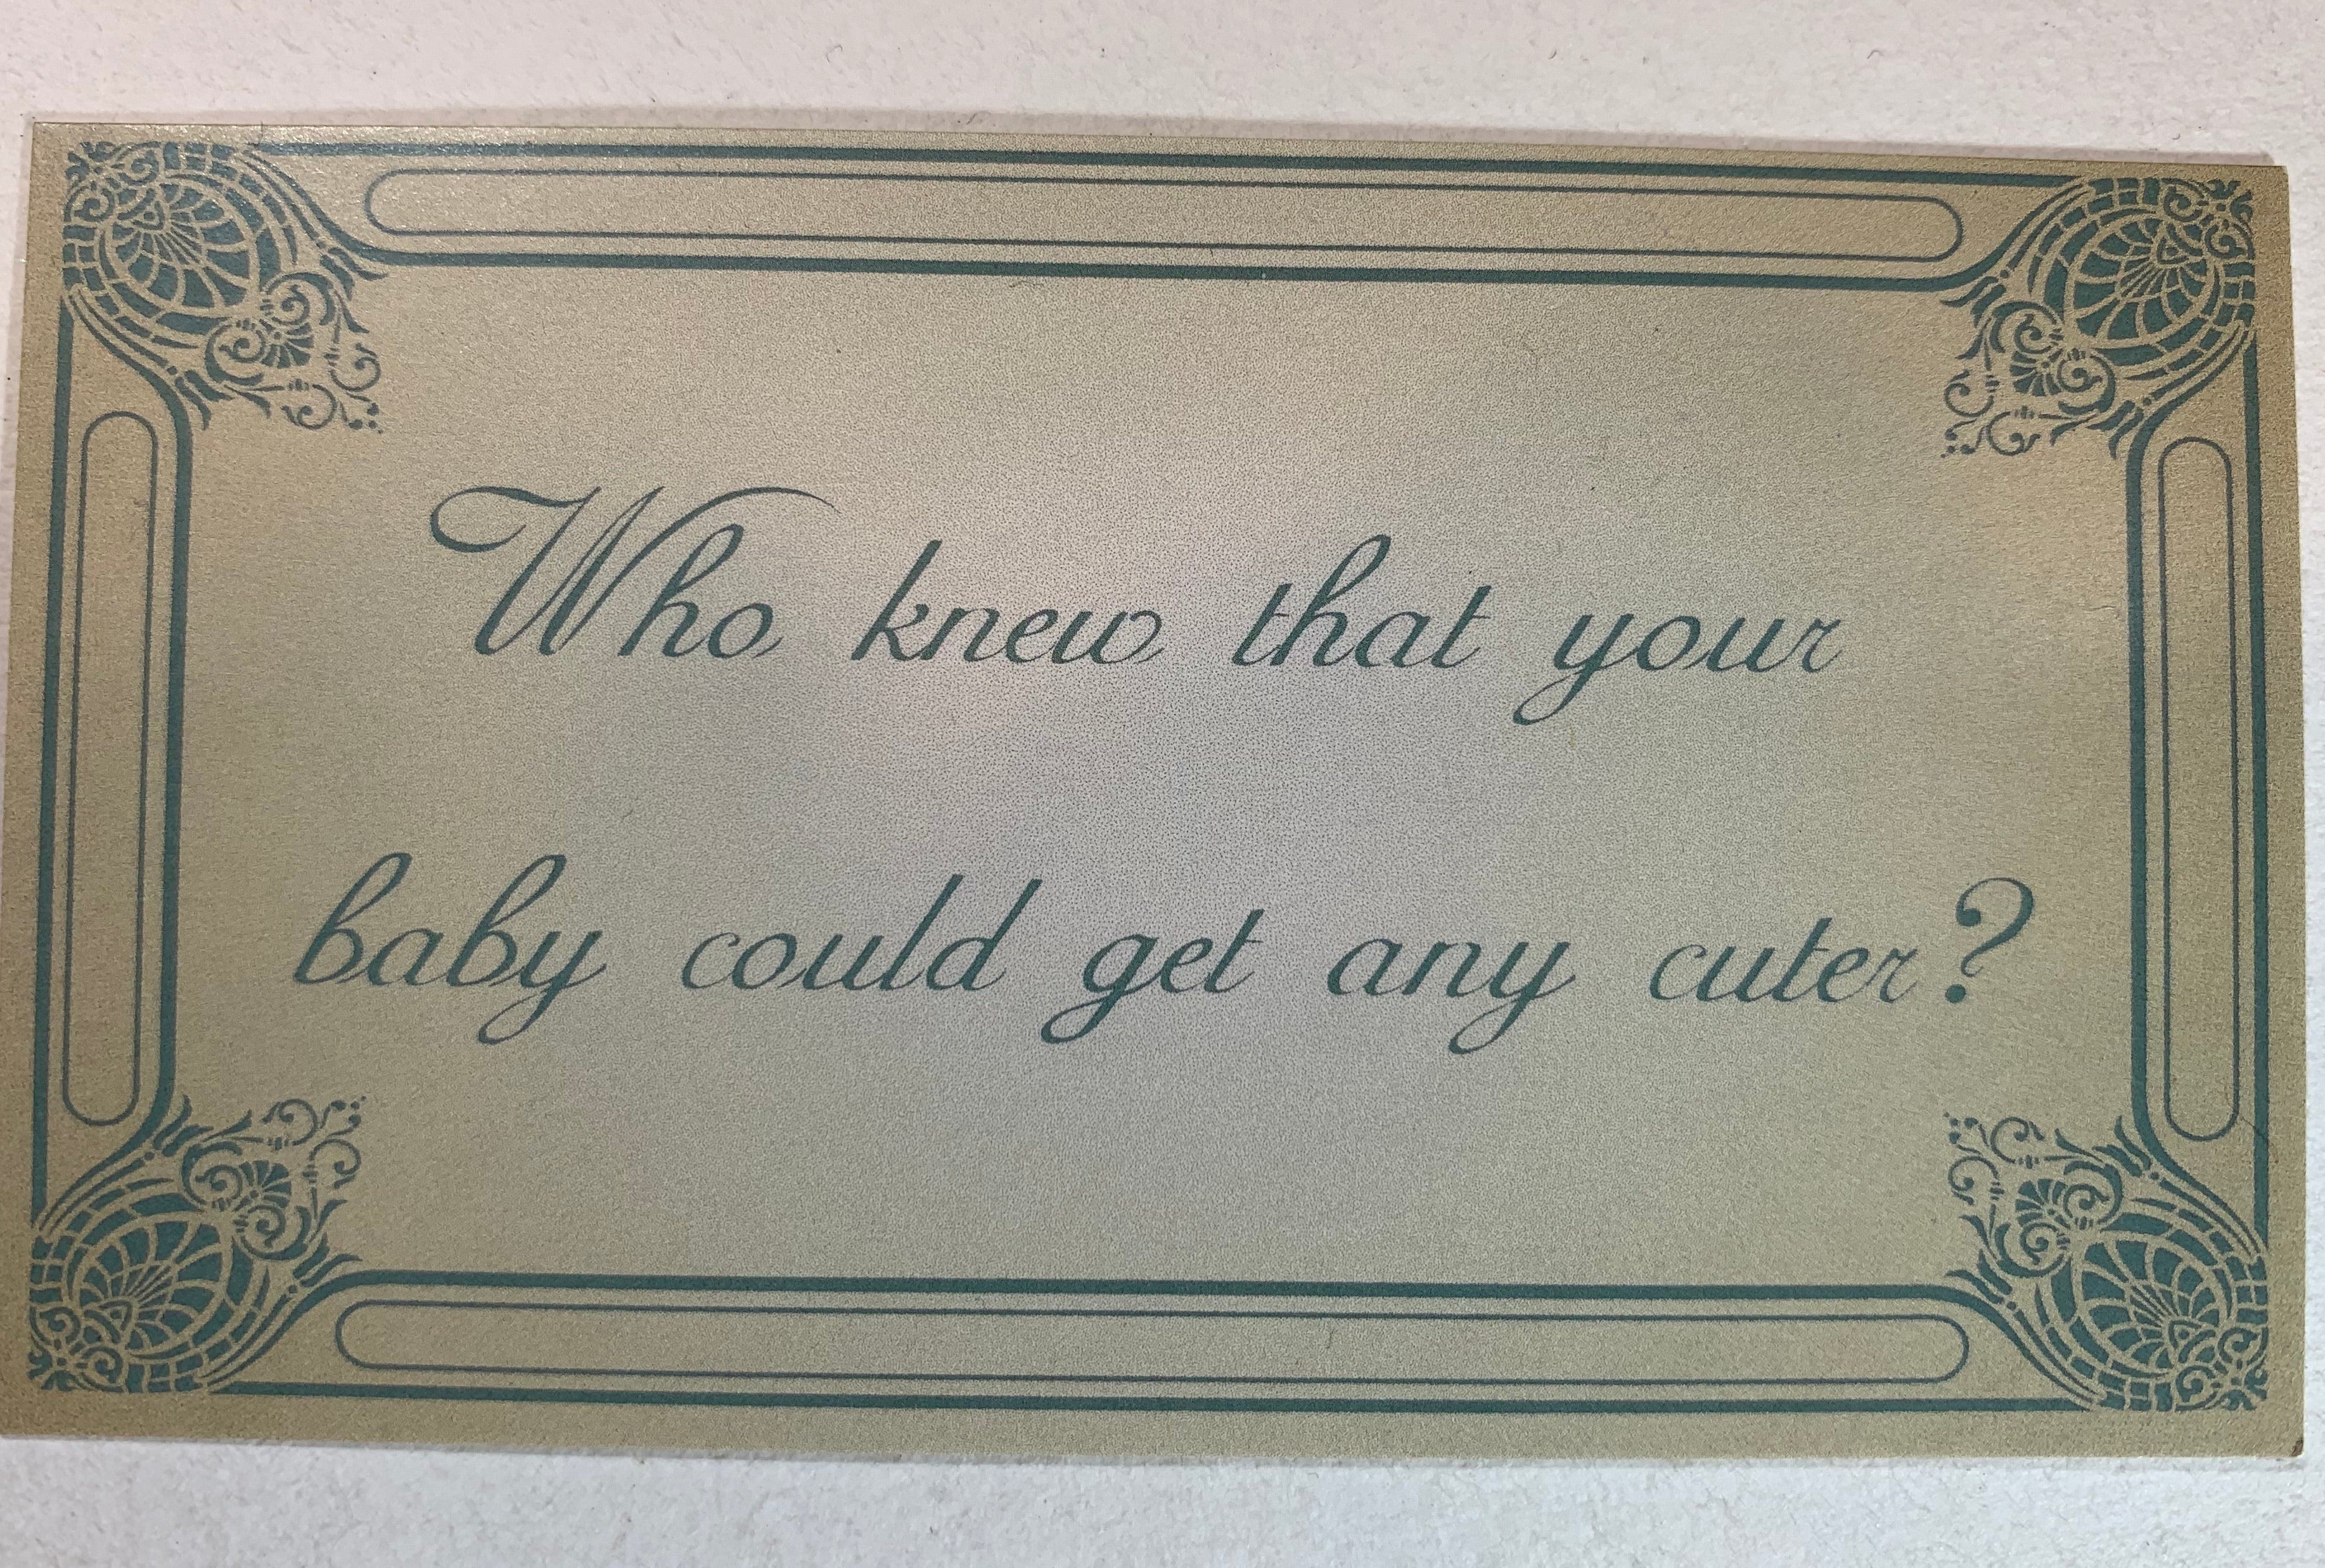 Who knew that your
baby could get any cuter?